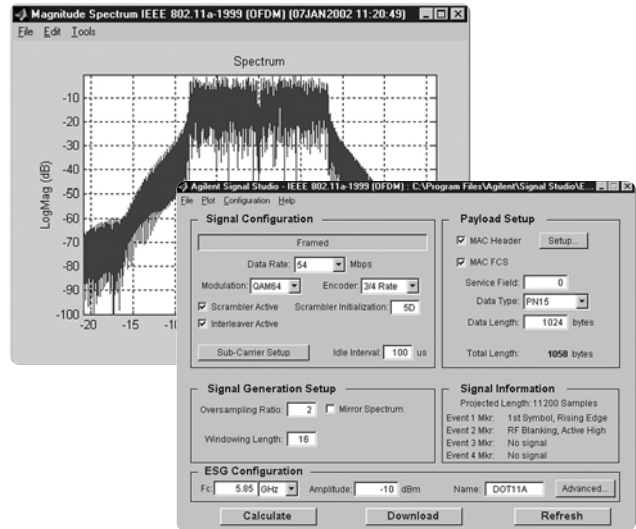 Magnitude Spectrum IEEE 802.11a-1999 (OFDM) (07JAN2002 11:20:49)
File Edit Tools
Spectrum
LogMag (dB)
-10
-20
-30
-40
-50
-60
-70
-80
-90
-100
-20 -15 -10
Agilent Signal Studio - IEEE 802.11a-1999 (OFDM) : C:\Program Files\Agilent\Signal Studio\E...
File Plot Configuration Help
Signal Configuration
Framed
Data Rate: 54 Mbps
Modulation: QAM64 Encoder: 3/4 Rate
Scrambler Active Scrambler Initialization: 5D
Interleaver Active
Sub-Carrier Setup Idle Interval: 100 us
Payload Setup
MAC Header Setup...
MAC FCS
Service Field: 0
Data Type: PN15
Data Length: 1024 bytes
Total Length: 1058 bytes
Signal Generation Setup
Oversampling Ratio: 2 Mirror Spectrum
Windowing Length: 16
Signal Information
Projected Length: 11200 Samples
Event 1 Mkr: 1st Symbol, Rising Edge
Event 2 Mkr: RF Blanking, Active High
Event 3 Mkr: No signal
Event 4 Mkr: No signal
ESG Configuration
Fc: 5.85 GHz Amplitude: -10 dBm Name: DOT11A Advanced...
Calculate Download Refresh